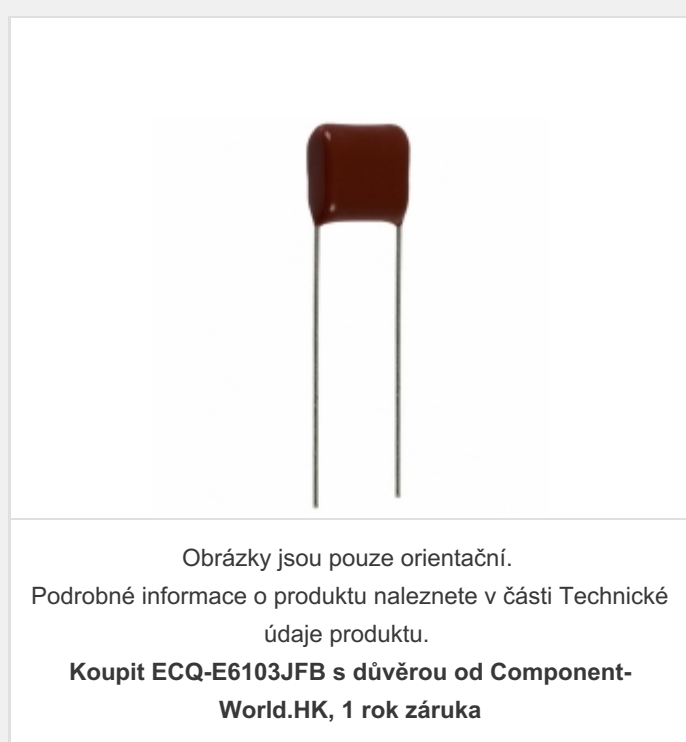 Obrázky jsou pouze orientační.
Podrobné informace o produktu naleznete v části Technické
údaje produktu.
Koupit ECQ-E6103JFB s důvěrou od Component-
World.HK, 1 rok záruka